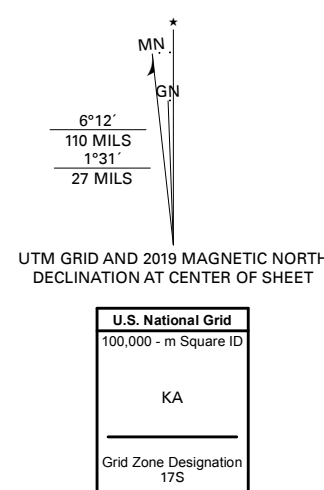 ★
MN
GN
6°12´
110 MILS
1°31´
27 MILS
UTM GRID AND 2019 MAGNETIC NORTH
DECLINATION AT CENTER OF SHEET
U.S. National Grid
100,000 - m Square ID
KA
Grid Zone Designation
17S